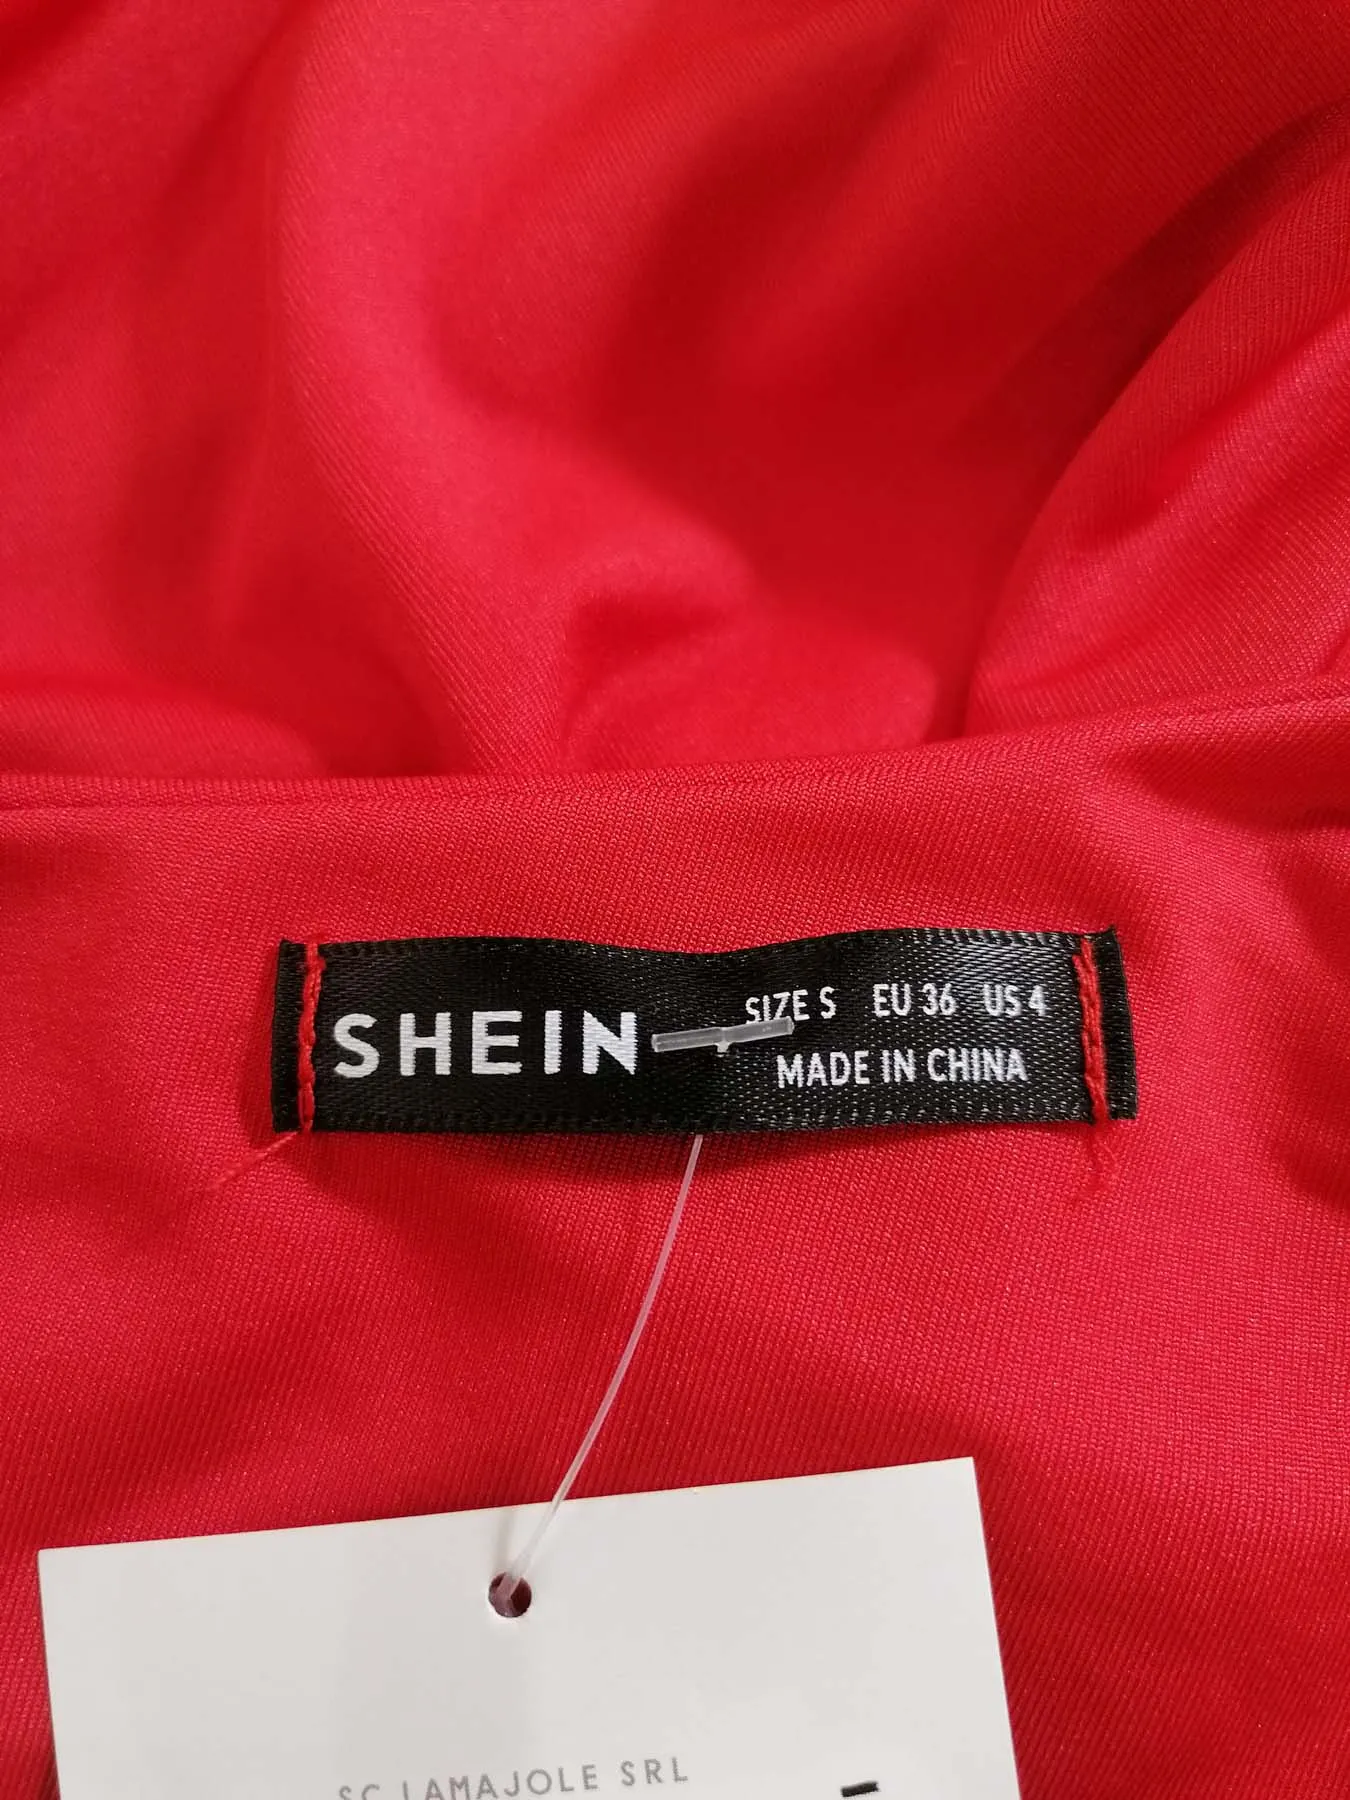 SHEIN
SIZE S EU 36 US 4
MADE IN CHINA
SC LAMAJOLE SRL